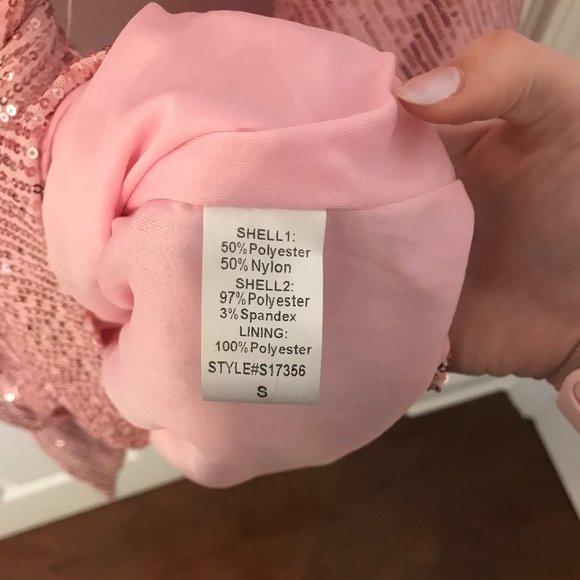 SHELL1:
50%Polyester
50%Nylon
SHELL2:
97%Polyester
3%Spandex
LINING:
100%Polyester
STYLE#S17356
S